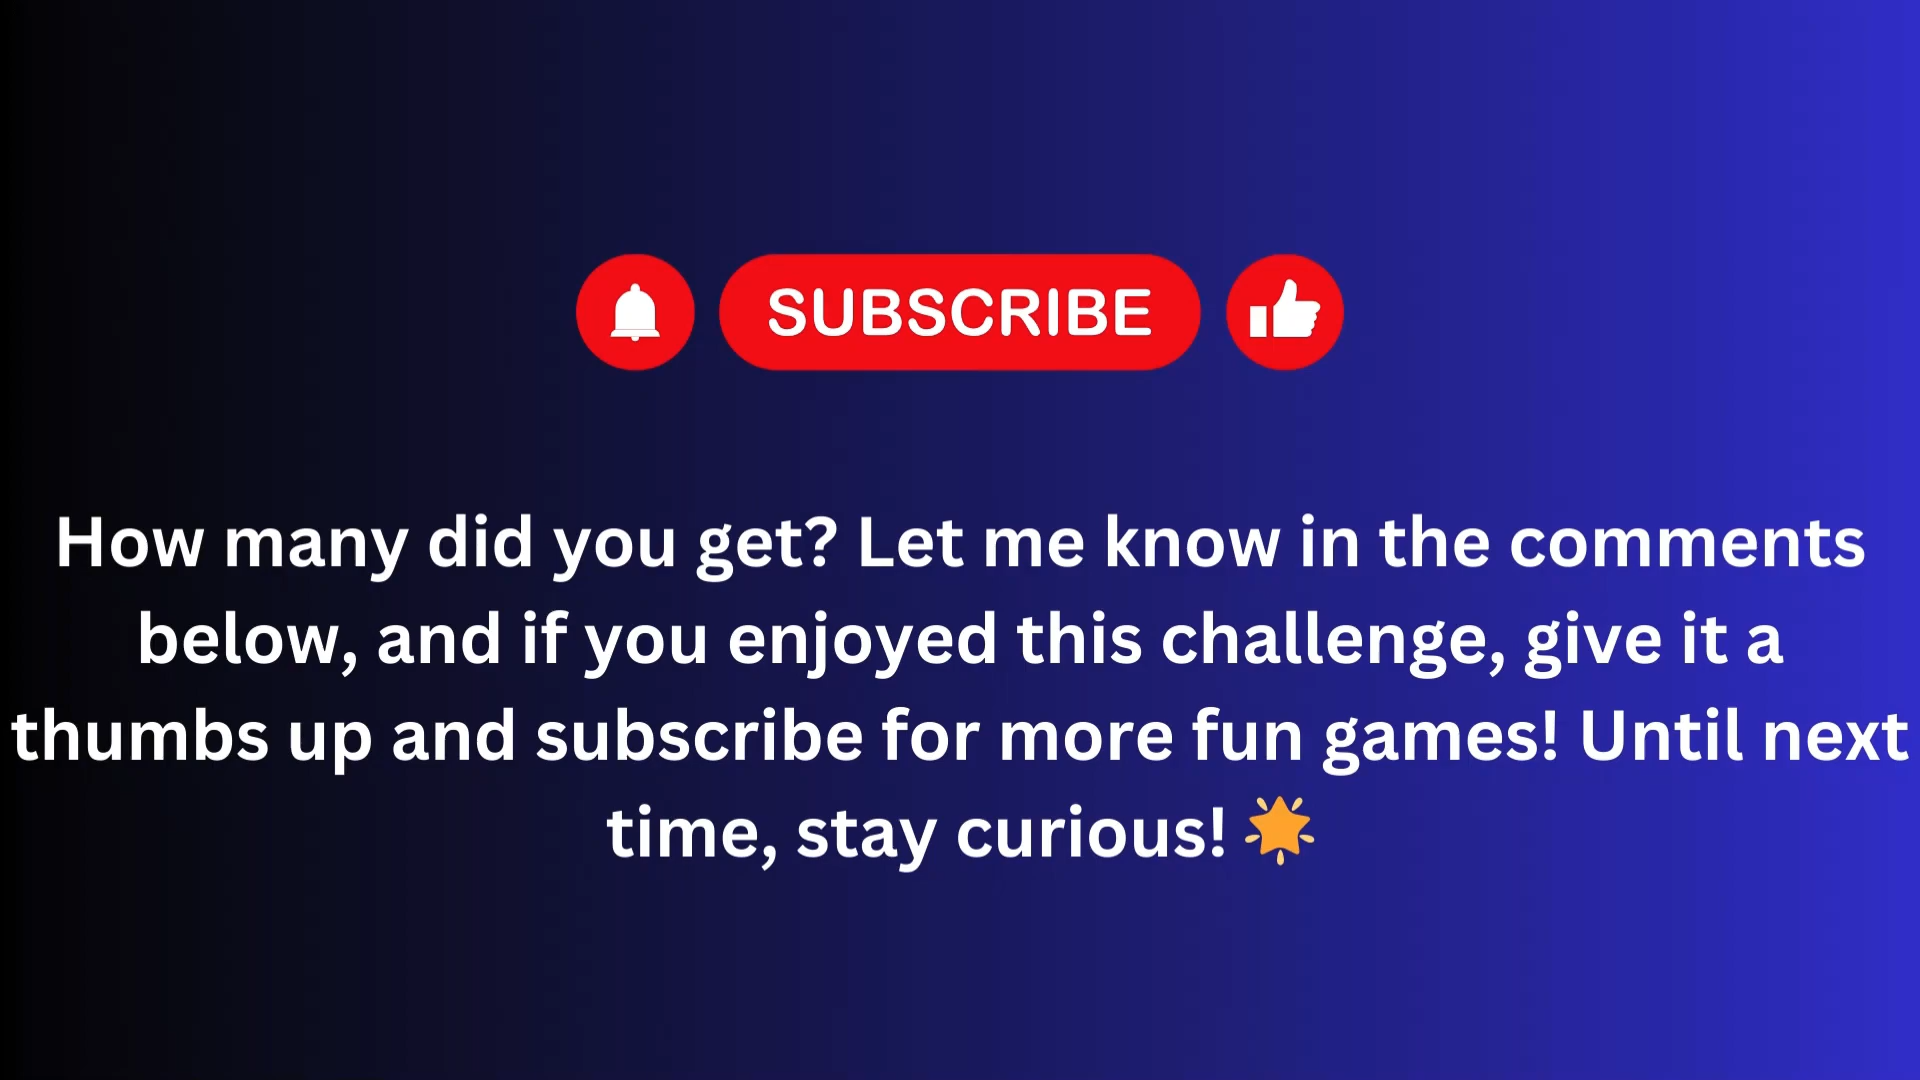 SUBSCRIBE
How many did you get? Let me know in the comments
below, and if you enjoyed this challenge, give it a
thumbs up and subscribe for more fun games! Until next
time, stay curious! 🌟